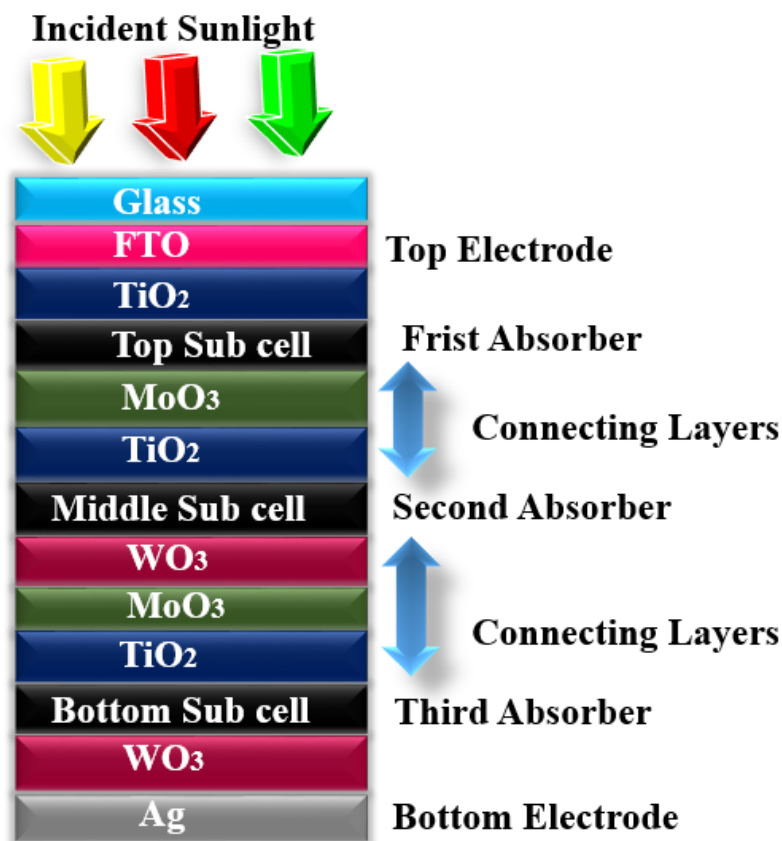 Incident Sunlight
Glass
FTO
Top Electrode
TiO₂
Top Sub cell
Frist Absorber
MoO₃
Connecting Layers
TiO₂
Middle Sub cell
Second Absorber
WO₃
MoO₃
Connecting Layers
TiO₂
Bottom Sub cell
Third Absorber
WO₃
Ag
Bottom Electrode